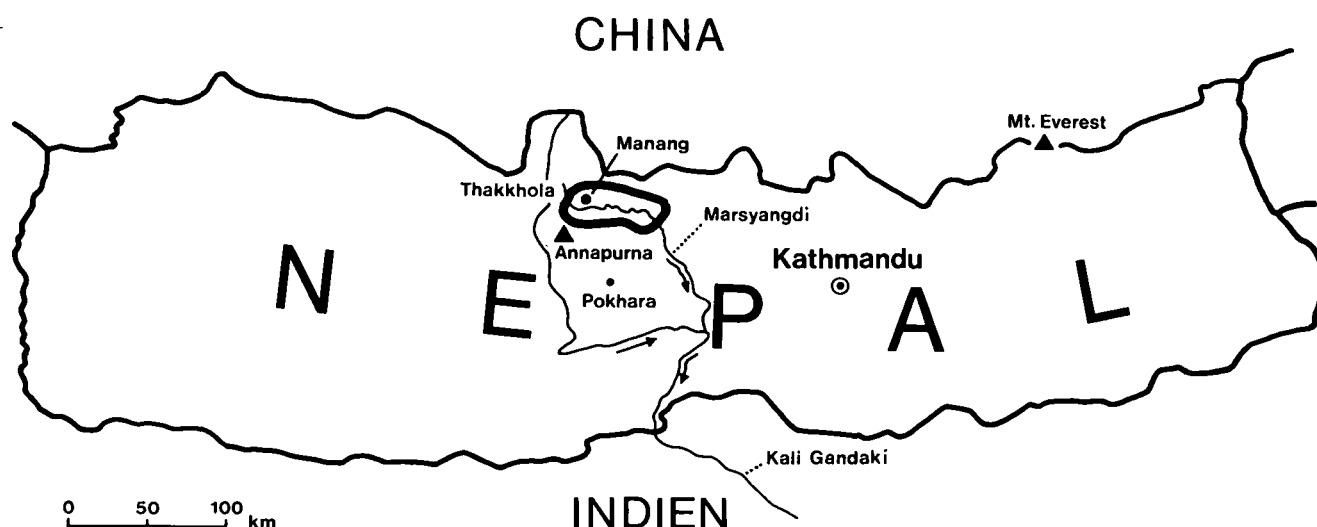 CHINA
Mt. Everest
Manang
Thakkhola
Marsyangdi
Annapurna
Kathmandu
Pokhara
N E P A L
Kali Gandaki
0 50 100
km
INDIEN